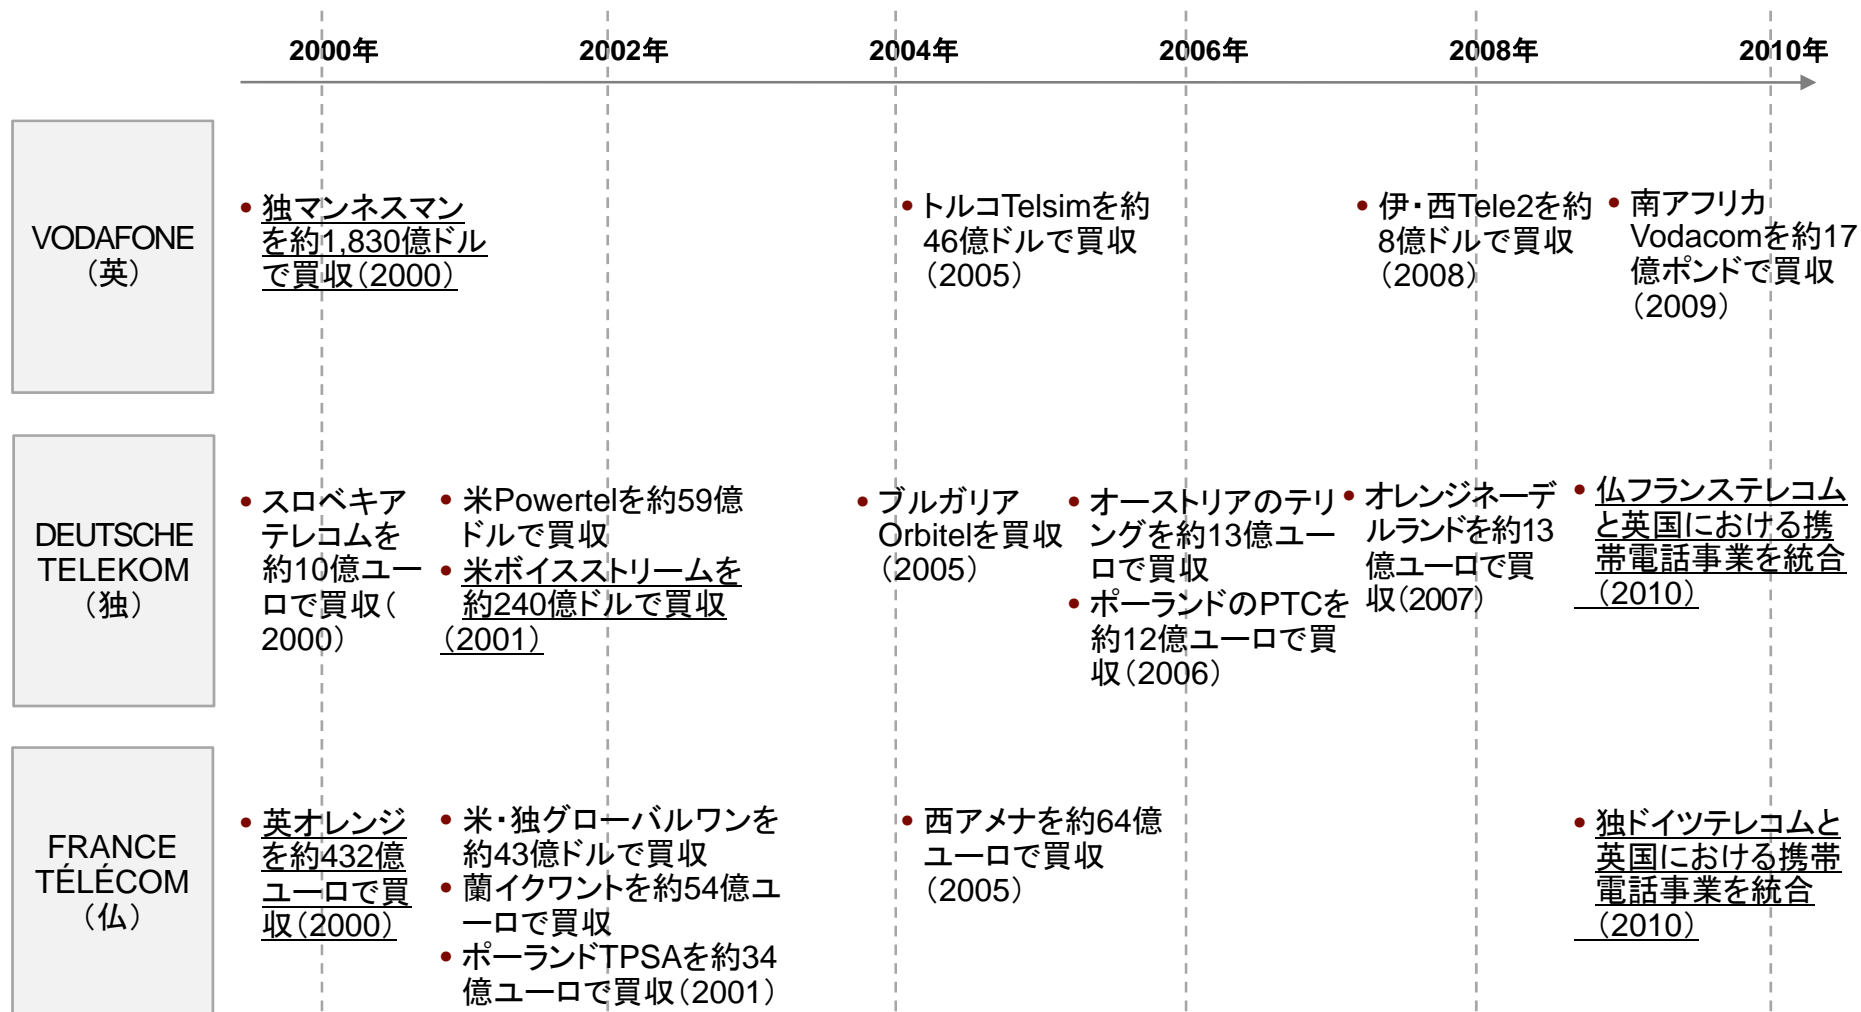 2000年 2002年 2004年 2006年 2008年 2010年
VODAFONE
（英）
• 独マンネスマン
を約1,830億ドル
で買収（2000）
• トルコTelsimを約
46億ドルで買収
（2005）
• 伊・西Tele2を約
8億ドルで買収
（2008）
• 南アフリカ
Vodacomを約17
億ポンドで買収
（2009）
DEUTSCHE
TELEKOM
（独）
• スロベキア
テレコムを
約10億ユー
ロで買収（
2000）
• 米Powertelを約59億
ドルで買収
• 米ボイスストリームを
約240億ドルで買収
（2001）
• ブルガリア
Orbitelを買収
（2005）
• オーストリアのテリ
ングを約13億ユー
ロで買収
• ポーランドのPTCを
約12億ユーロで買
収（2006）
• オレンジネーデ
ルランドを約13
億ユーロで買
収（2007）
• 仏フランステレコム
と英国における携
帯電話事業を統合
（2010）
FRANCE
TÉLÉCOM
（仏）
• 英オレンジ
を約432億
ユーロで買
収（2000）
• 米・独グローバルワンを
約43億ドルで買収
• 蘭イクワントを約54億ユ
ーロで買収
• ポーランドTPSAを約34
億ユーロで買収（2001）
• 西アメナを約64億
ユーロで買収
（2005）
• 独ドイツテレコムと
英国における携帯
電話事業を統合
（2010）